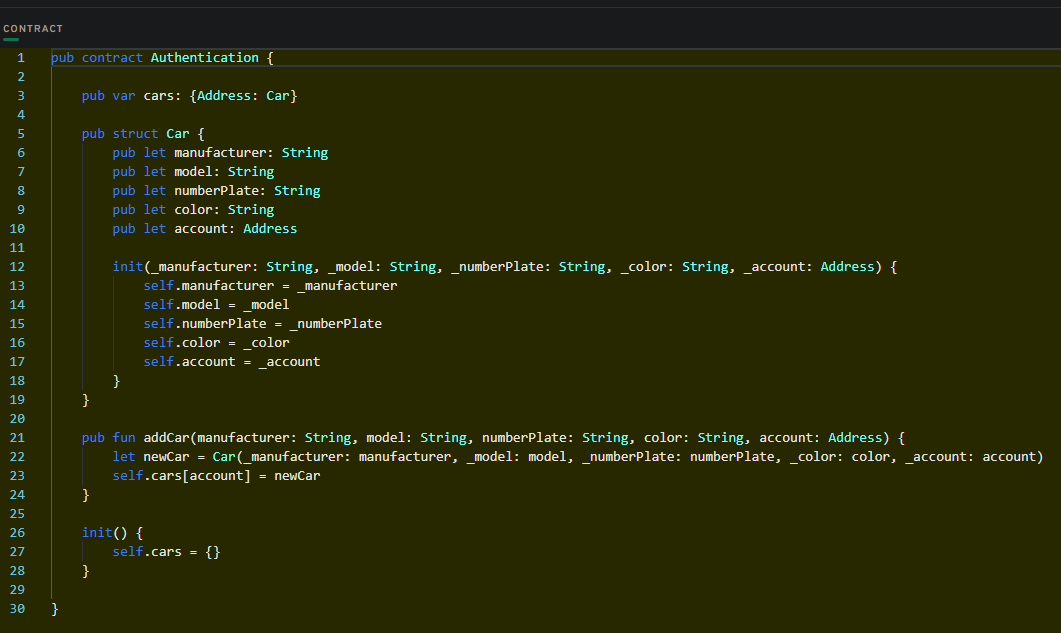 CONTRACT
1 pub contract Authentication {
2
3 pub var cars: {Address: Car}
4
5 pub struct Car {
6 pub let manufacturer: String
7 pub let model: String
8 pub let numberPlate: String
9 pub let color: String
10 pub let account: Address
11
12 init(_manufacturer: String, _model: String, _numberPlate: String, _color: String, _account: Address) {
13 self.manufacturer = _manufacturer
14 self.model = _model
15 self.numberPlate = _numberPlate
16 self.color = _color
17 self.account = _account
18 }
19 }
20
21 pub fun addCar(manufacturer: String, model: String, numberPlate: String, color: String, account: Address) {
22 let newCar = Car(_manufacturer: manufacturer, _model: model, _numberPlate: numberPlate, _color: color, _account: account)
23 self.cars[account] = newCar
24 }
25
26 init() {
27 self.cars = {}
28 }
29
30 }